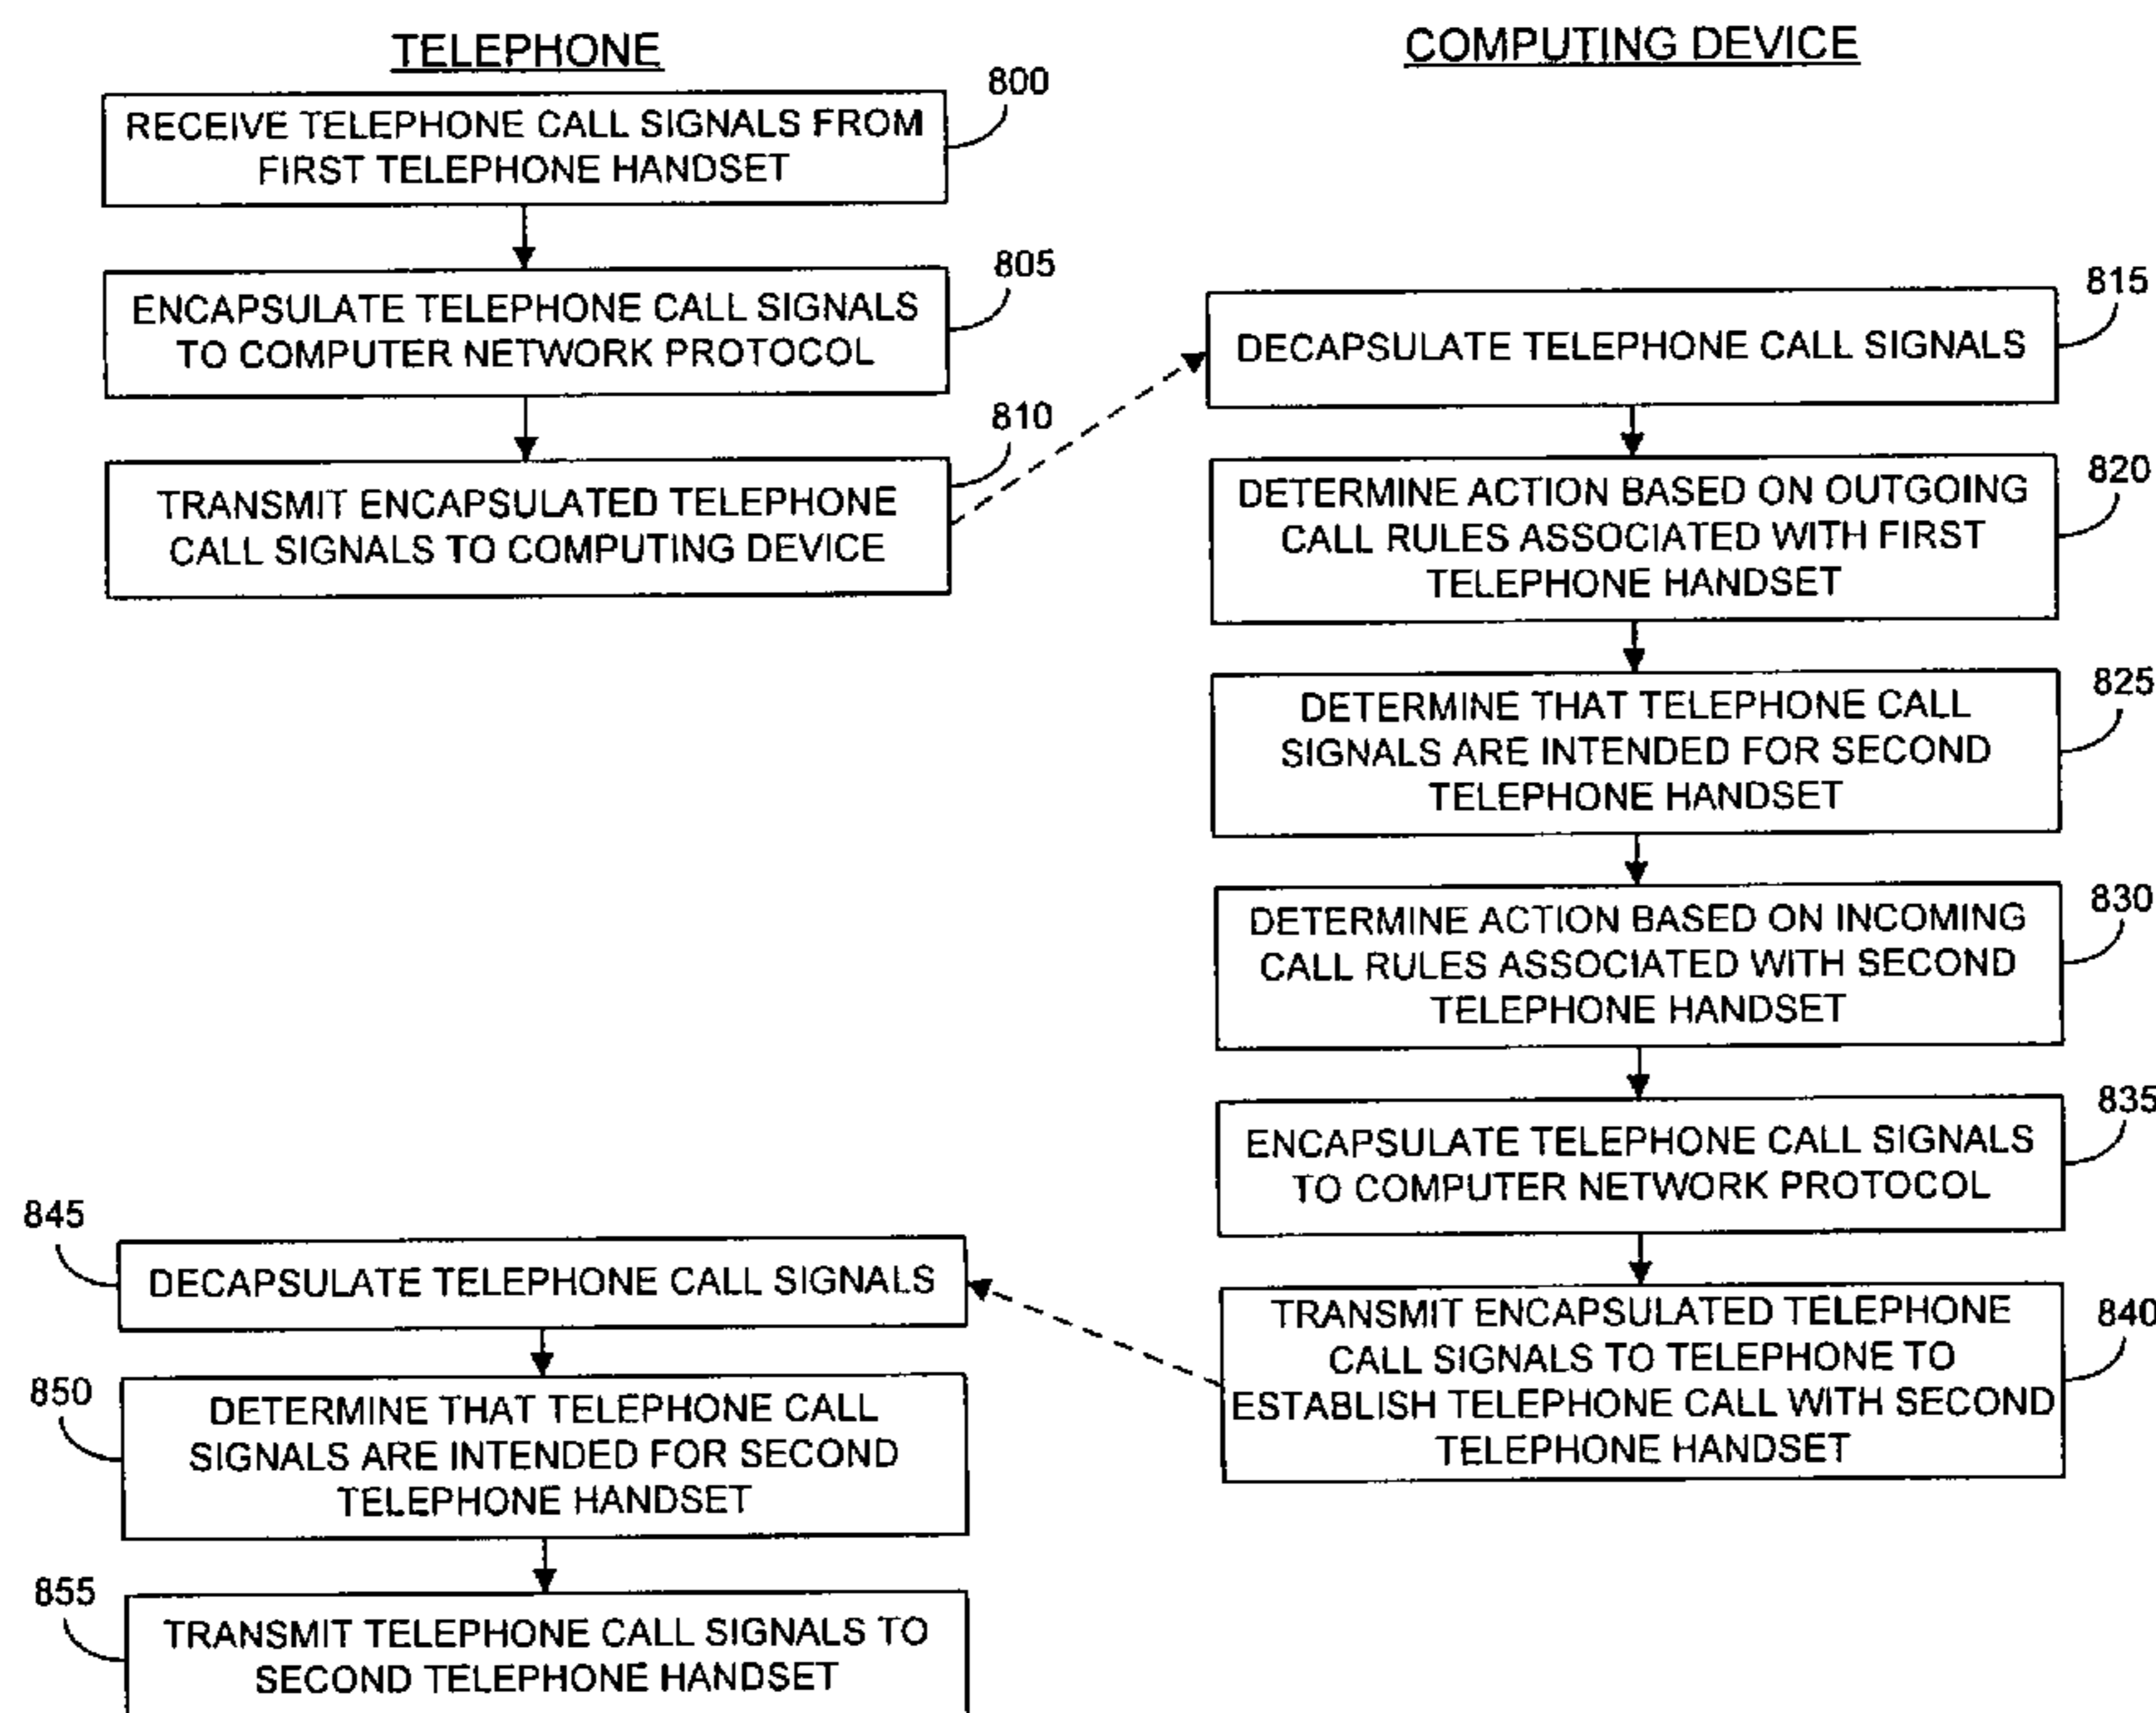 TELEPHONE
800
RECEIVE TELEPHONE CALL SIGNALS FROM
FIRST TELEPHONE HANDSET
805
ENCAPSULATE TELEPHONE CALL SIGNALS
TO COMPUTER NETWORK PROTOCOL
810
TRANSMIT ENCAPSULATED TELEPHONE
CALL SIGNALS TO COMPUTING DEVICE
COMPUTING DEVICE
815
DECAPSULATE TELEPHONE CALL SIGNALS
820
DETERMINE ACTION BASED ON OUTGOING
CALL RULES ASSOCIATED WITH FIRST
TELEPHONE HANDSET
825
DETERMINE THAT TELEPHONE CALL
SIGNALS ARE INTENDED FOR SECOND
TELEPHONE HANDSET
830
DETERMINE ACTION BASED ON INCOMING
CALL RULES ASSOCIATED WITH SECOND
TELEPHONE HANDSET
835
ENCAPSULATE TELEPHONE CALL SIGNALS
TO COMPUTER NETWORK PROTOCOL
840
TRANSMIT ENCAPSULATED TELEPHONE
CALL SIGNALS TO TELEPHONE TO
ESTABLISH TELEPHONE CALL WITH SECOND
TELEPHONE HANDSET
845
DECAPSULATE TELEPHONE CALL SIGNALS
850
DETERMINE THAT TELEPHONE CALL
SIGNALS ARE INTENDED FOR SECOND
TELEPHONE HANDSET
855
TRANSMIT TELEPHONE CALL SIGNALS TO
SECOND TELEPHONE HANDSET